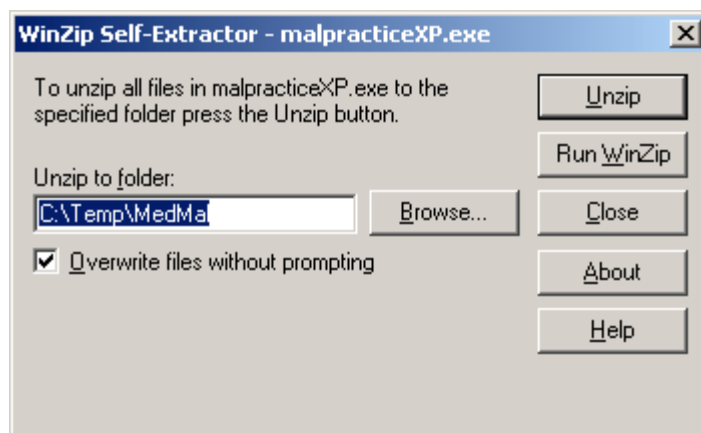 WinZip Self-Extractor - malpracticeXP.exe
To unzip all files in malpracticeXP.exe to the
specified folder press the Unzip button.
Unzip to folder:
C:\Temp\MedMal
Browse...
Overwrite files without prompting
Unzip
Run WinZip
Close
About
Help